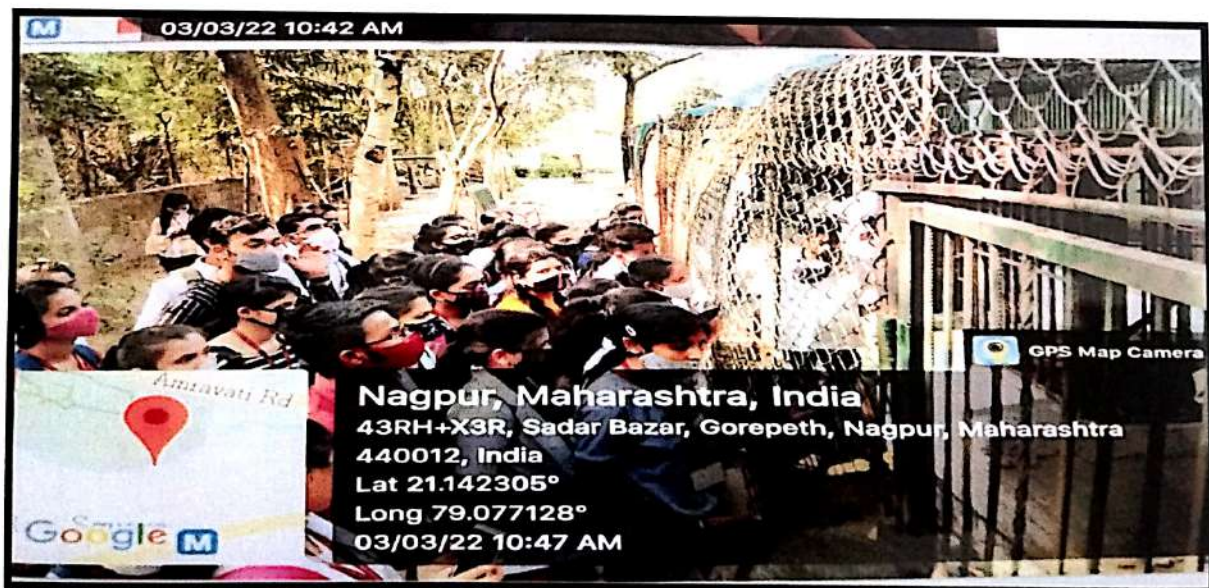 M 03/03/22 10:42 AM
GPS Map Camera
Amravati Rd
Google M
Nagpur, Maharashtra, India
43RH+X3R, Sadar Bazar, Gorepeth, Nagpur, Maharashtra
440012, India
Lat 21.142305°
Long 79.077128°
03/03/22 10:47 AM